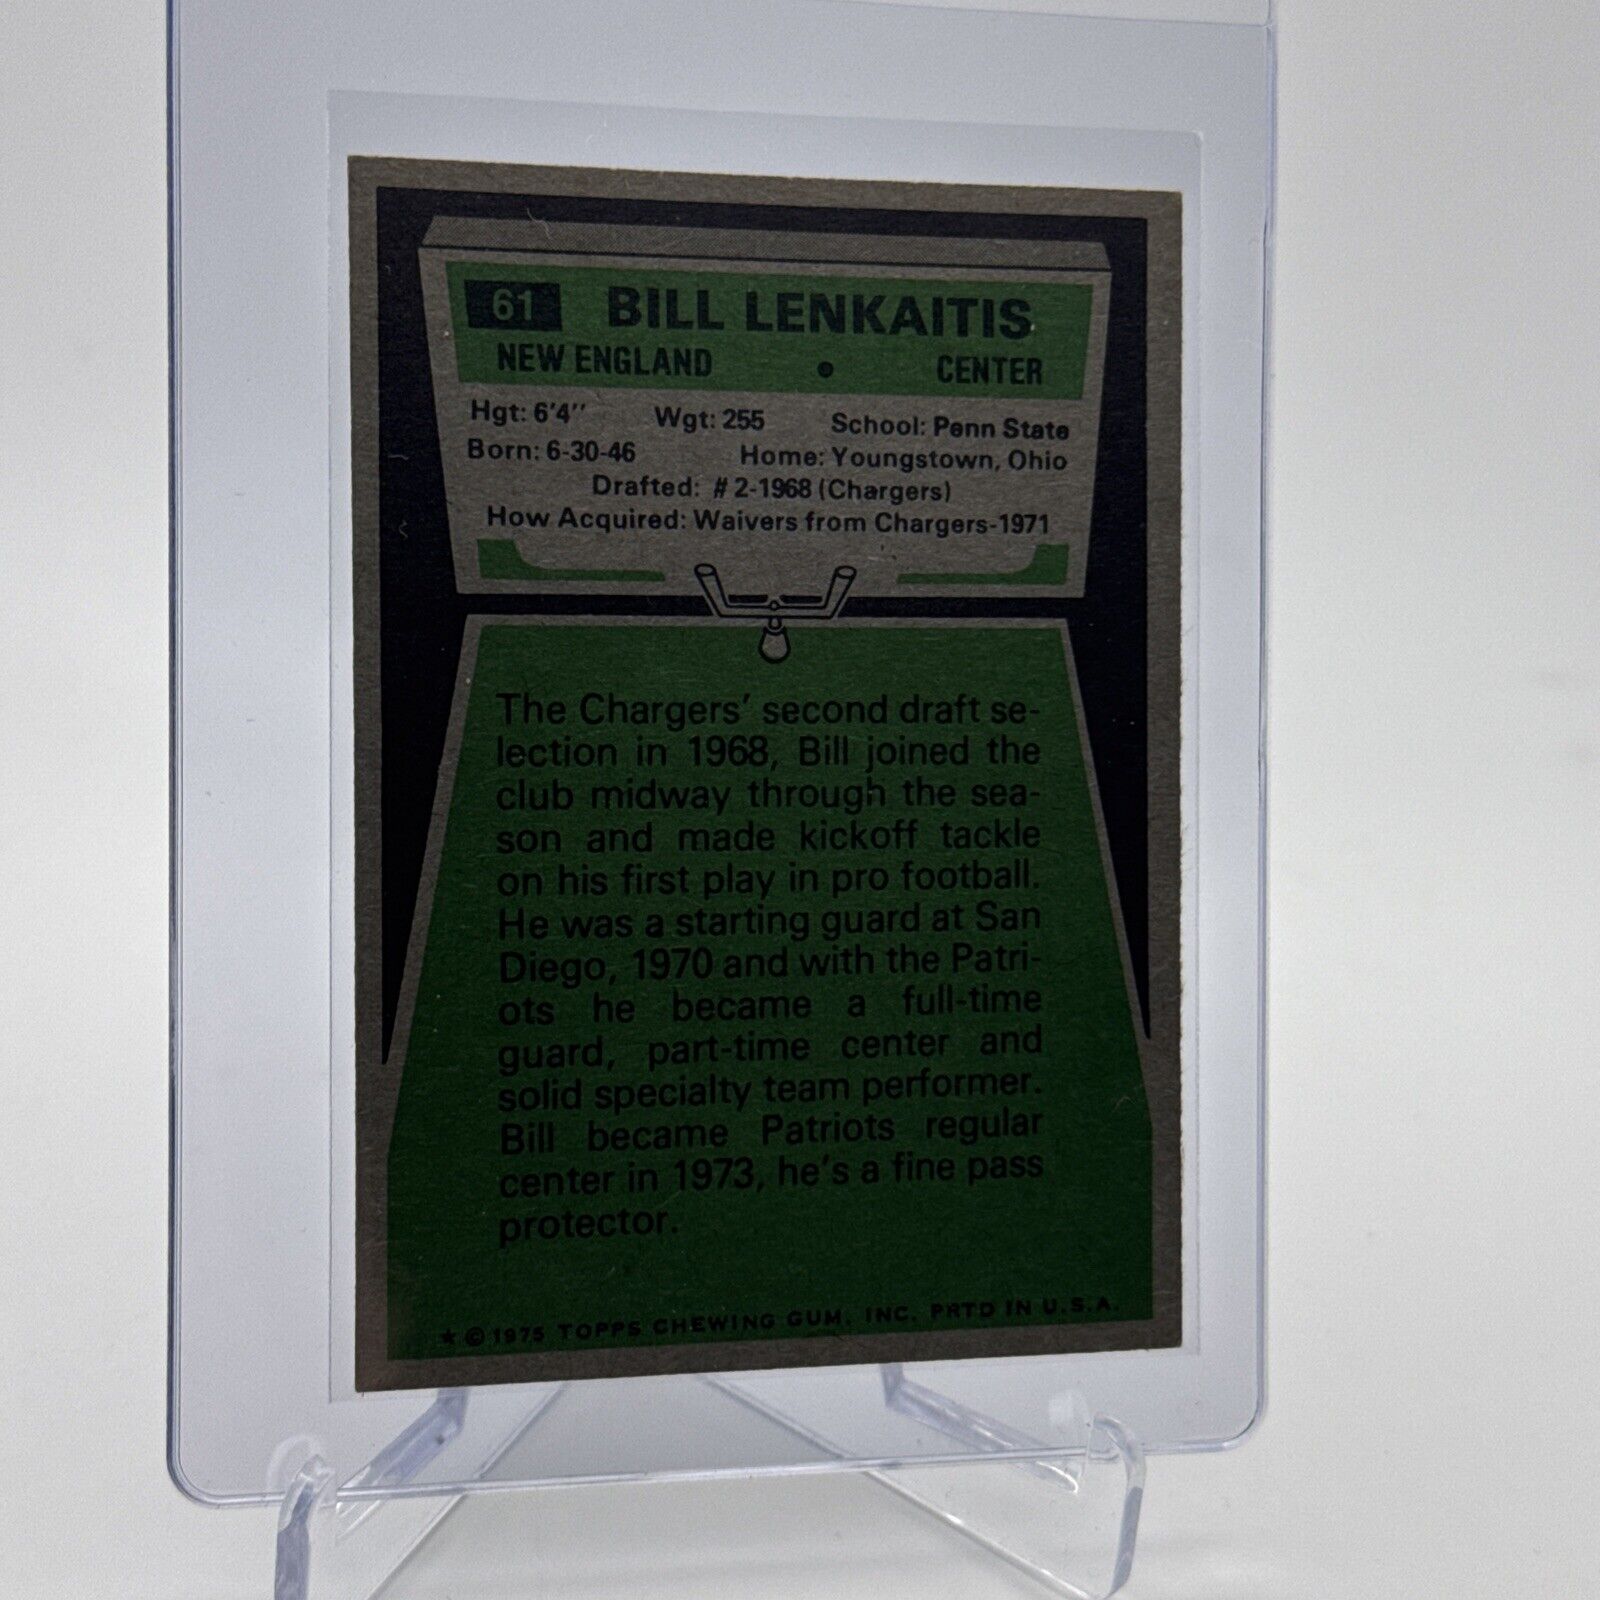 61 BILL LENKAITIS
NEW ENGLAND • CENTER
Hgt: 6'4'' Wgt: 255 School: Penn State
Born: 6-30-46 Home: Youngstown, Ohio
Drafted: #2-1968 (Chargers)
How Acquired: Waivers from Chargers-1971
The Chargers' second draft se-
lection in 1968, Bill joined the
club midway through the sea-
son and made kickoff tackle
on his first play in pro football.
He was a starting guard at San
Diego, 1970 and with the Patri-
ots he became a full-time
guard, part-time center and
solid specialty team performer.
Bill became Patriots regular
center in 1973, he's a fine pass
protector.
★ © 1975 TOPPS CHEWING GUM, INC. PRTD IN U.S.A.